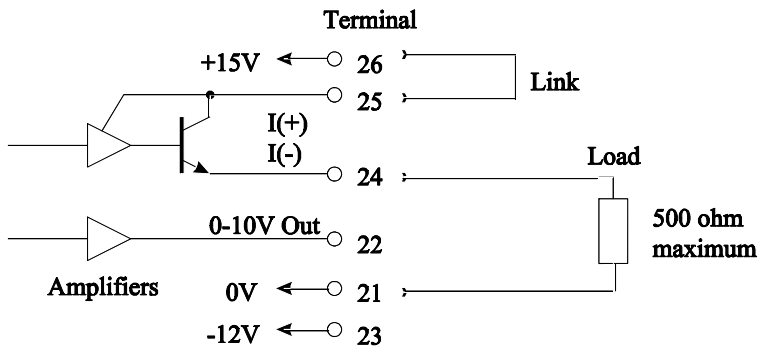 Terminal
+15V 26
25
Link
I(+)
I(-)
24
Load
500 ohm
maximum
0-10V Out 22
Amplifiers
0V 21
-12V 23